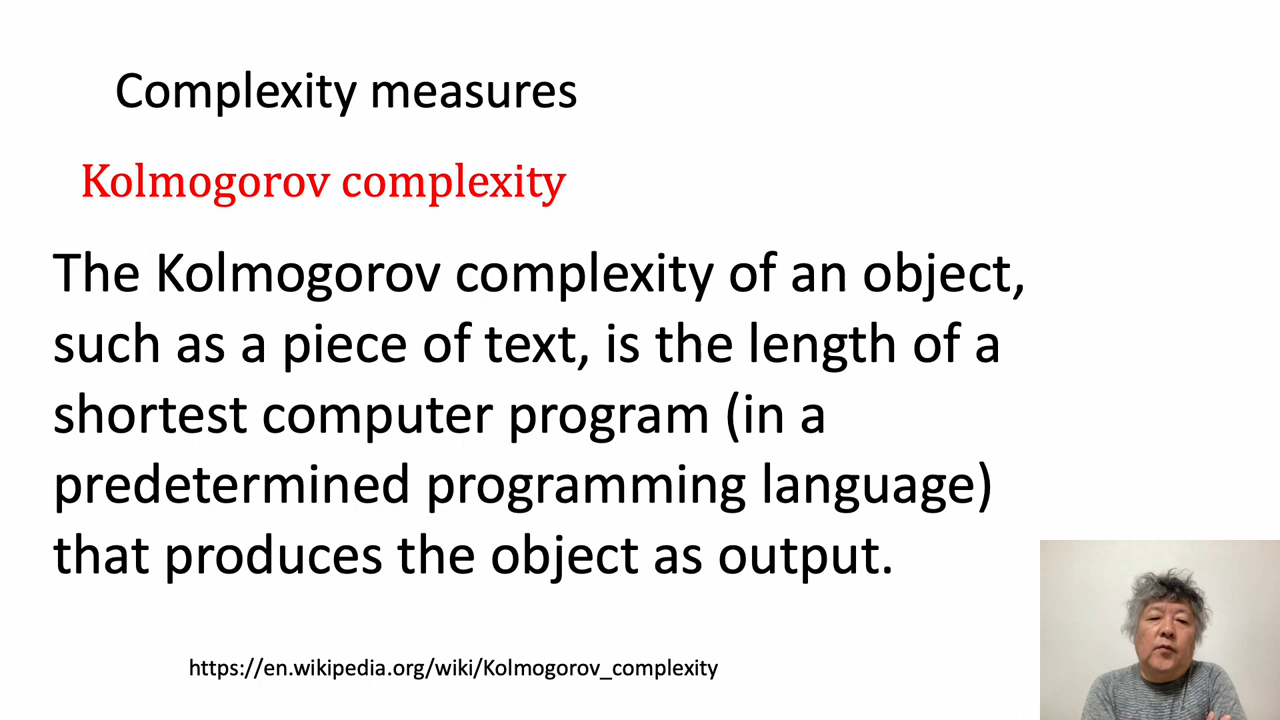 Complexity measures
Kolmogorov complexity
The Kolmogorov complexity of an object,
such as a piece of text, is the length of a
shortest computer program (in a
predetermined programming language)
that produces the object as output.
https://en.wikipedia.org/wiki/Kolmogorov_complexity